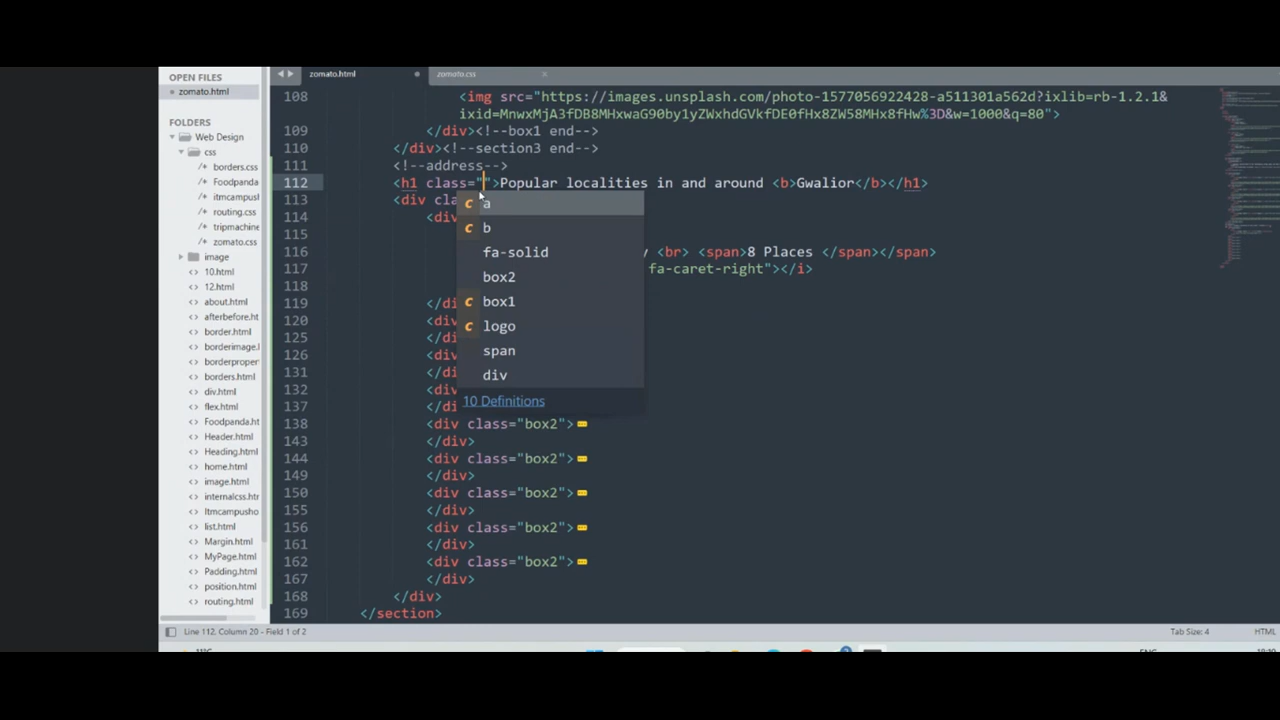 OPEN FILES
zomato.html
FOLDERS
Web Design
css
borders.css
Foodpanda
itmcampush
routing.css
tripmachine
zomato.css
image
10.html
12.html
about.html
afterbefore.ht
border.html
borderimage.l
borderproper
borders.html
div.html
flex.html
Foodpanda.ht
Header.html
Heading.html
home.html
image.html
internalcss.htr
Itmcampusho
list.html
Margin.html
MyPage.html
Padding.html
position.html
routing.html
zomato.html
zomato.css
108 <img src="https://images.unsplash.com/photo-1577056922428-a511301a562d?ixlib=rb-1.2.1&
ixid=MnwxMjA3fDB8MHxwaG90by1yZWxhdGVkfDE0fHx8ZW58MHx8fHw%3D&w=1000&q=80">
109 </div><!--box1 end-->
110 </div><!--section3 end-->
111 <!--address-->
112 <h1 class="">Popular localities in and around <b>Gwalior</b></h1>
113 <div cla
114 <div
115
116 y <br> <span>8 Places </span></span>
117 fa-caret-right"></i>
118
119 </di
120 <div
125 </di
126 <div
131 </di
132 <div
137 </di
138 <div class="box2">
143 </div>
144 <div class="box2">
149 </div>
150 <div class="box2">
155 </div>
156 <div class="box2">
161 </div>
162 <div class="box2">
167 </div>
168 </div>
169 </section>
c a
c b
fa-solid
box2
c box1
c logo
span
div
10 Definitions
Line 112, Column 20 - Field 1 of 2
Tab Size: 4
HTML